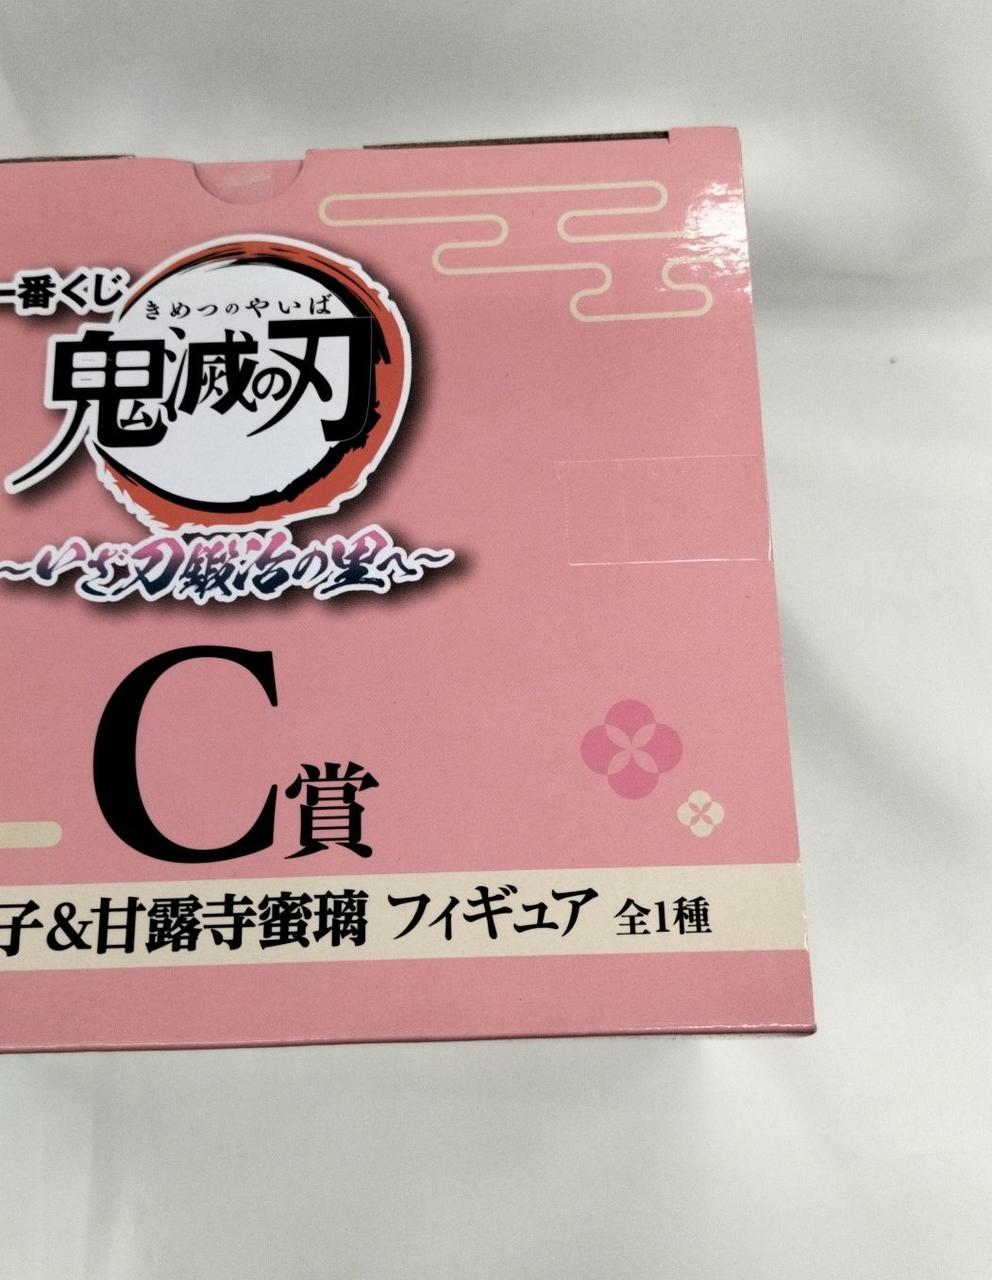 一番くじ
きめつのやいば
鬼滅の刃
～いざ刀鍛冶の里へ～
C賞
子&甘露寺蜜璃 フィギュア 全1種